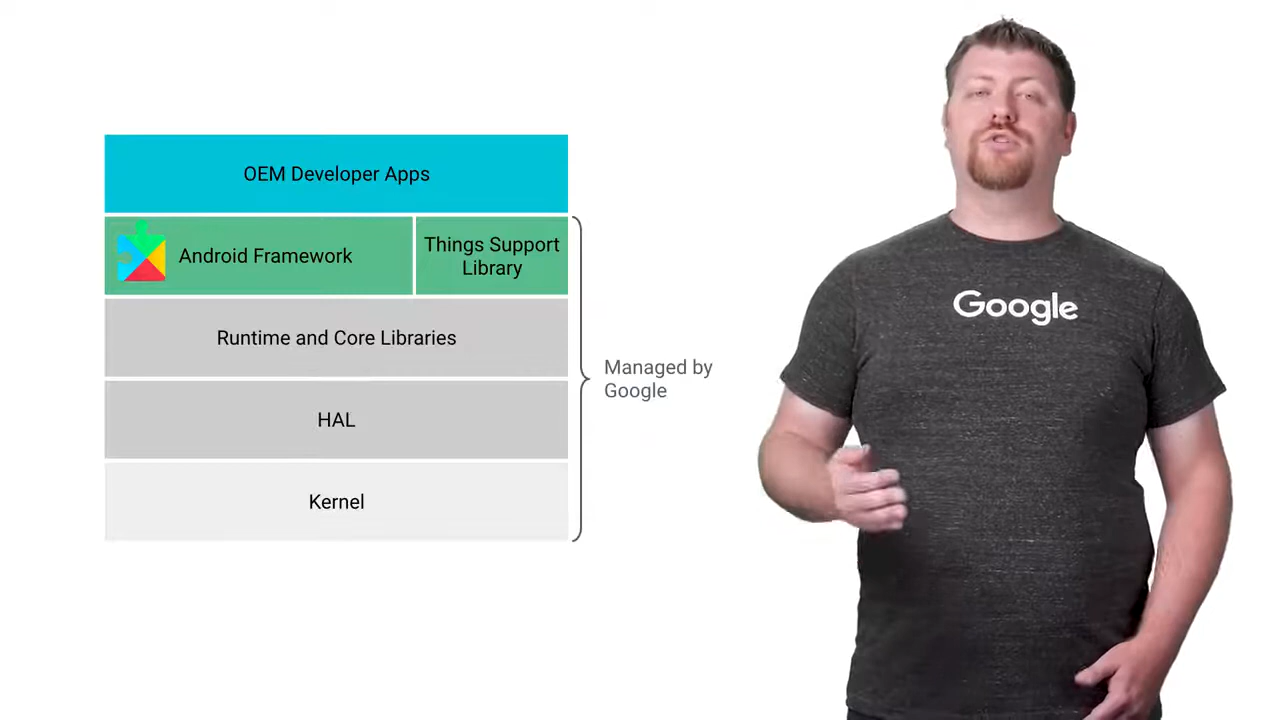 OEM Developer Apps
Android Framework
Things Support
Library
Runtime and Core Libraries
HAL
Kernel
Managed by
Google
Google